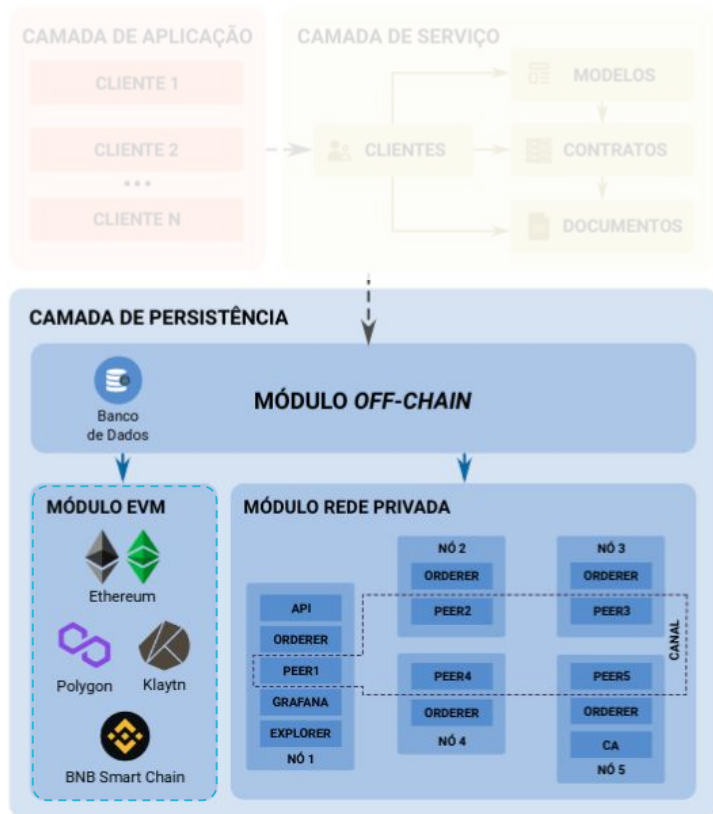 CAMADA DE APLICAÇÃO
CLIENTE 1
CLIENTE 2
...
CLIENTE N
CAMADA DE SERVIÇO
CLIENTES
MODELOS
CONTRATOS
DOCUMENTOS
CAMADA DE PERSISTÊNCIA
Banco
de Dados
MÓDULO OFF-CHAIN
MÓDULO EVM
Ethereum
Polygon
Klaytn
BNB Smart Chain
MÓDULO REDE PRIVADA
API
ORDERER
PEER1
GRAFANA
EXPLORER
NÓ 1
NÓ 2
ORDERER
PEER2
NÓ 3
ORDERER
PEER3
PEER4
ORDERER
NÓ 4
PEER5
ORDERER
CA
NÓ 5
CANAL